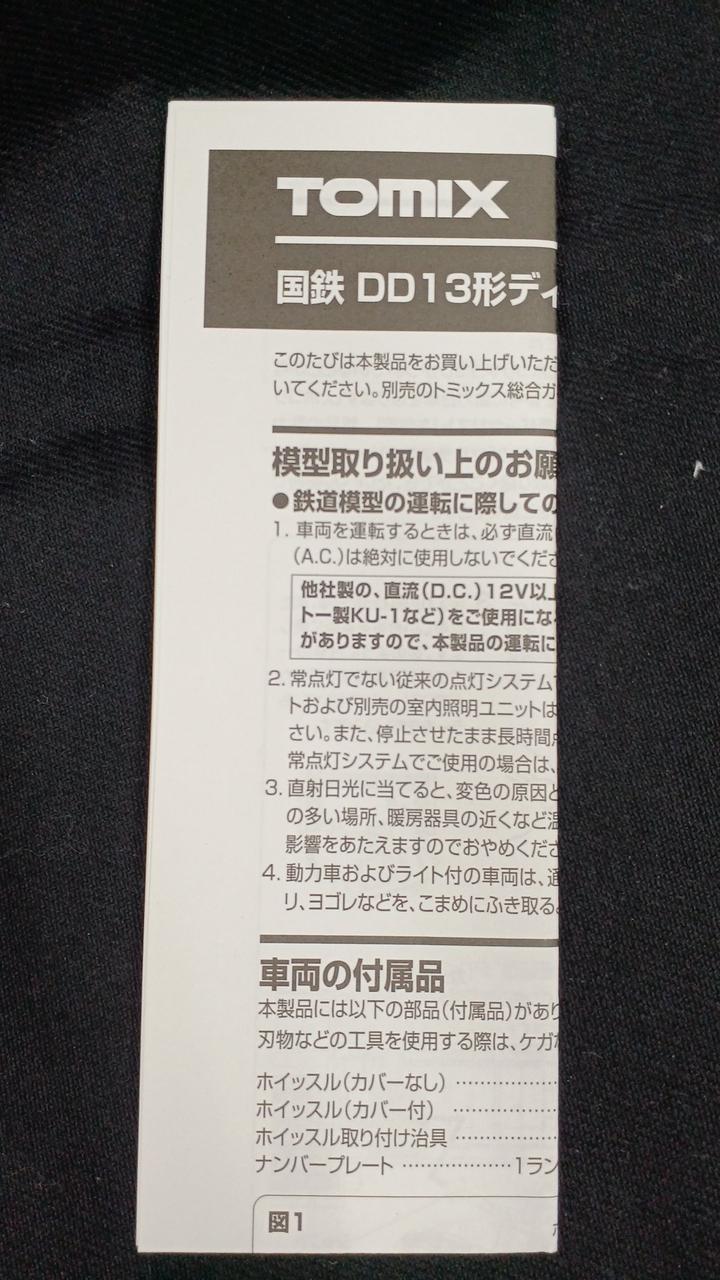 TOMIX
国鉄 DD13形ディ
このたびは本製品をお買い上げいただ
いてください。別売のトミックス総合ガ
模型取り扱い上のお願
●鉄道模型の運転に際しての
1. 車両を運転するときは、必ず直流
(A.C.)は絶対に使用しないでくださ
他社製の、直流(D.C.)12V以上
トー製KU-1など)をご使用にな
がありますので、本製品の運転に
2. 常点灯でない従来の点灯システム
トおよび別売の室内照明ユニットは
さい。また、停止させたまま長時間
常点灯システムでご使用の場合は、
3. 直射日光に当てると、変色の原因と
の多い場所、暖房器具の近くなど温
影響をあたえますのでおやめくださ
4. 動力車およびライト付の車両は、通
リ、ヨゴレなどを、こまめにふき取る
車両の付属品
本製品には以下の部品(付属品)があり
刃物などの工具を使用する際は、ケガ
ホイッスル(カバーなし) ……………
ホイッスル(カバー付) ……………
ホイッスル取り付け治具 ……………
ナンバープレート ………………1ラン
図1